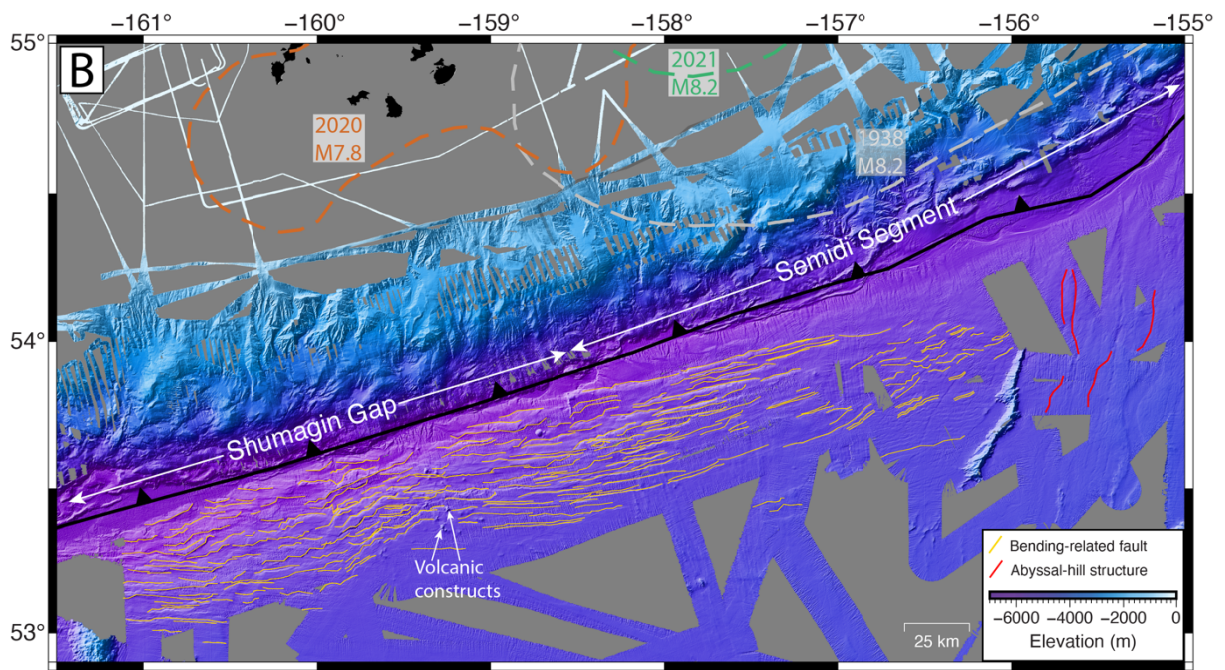 −161°
−160°
−159°
−158°
−157°
−156°
−155°
55°
B
2021
M8.2
2020
M7.8
1938
M8.2
Semidi Segment
54°
Shumagin Gap
Volcanic
constructs
Bending-related fault
Abyssal-hill structure
−6000 −4000 −2000 0
Elevation (m)
25 km
53°